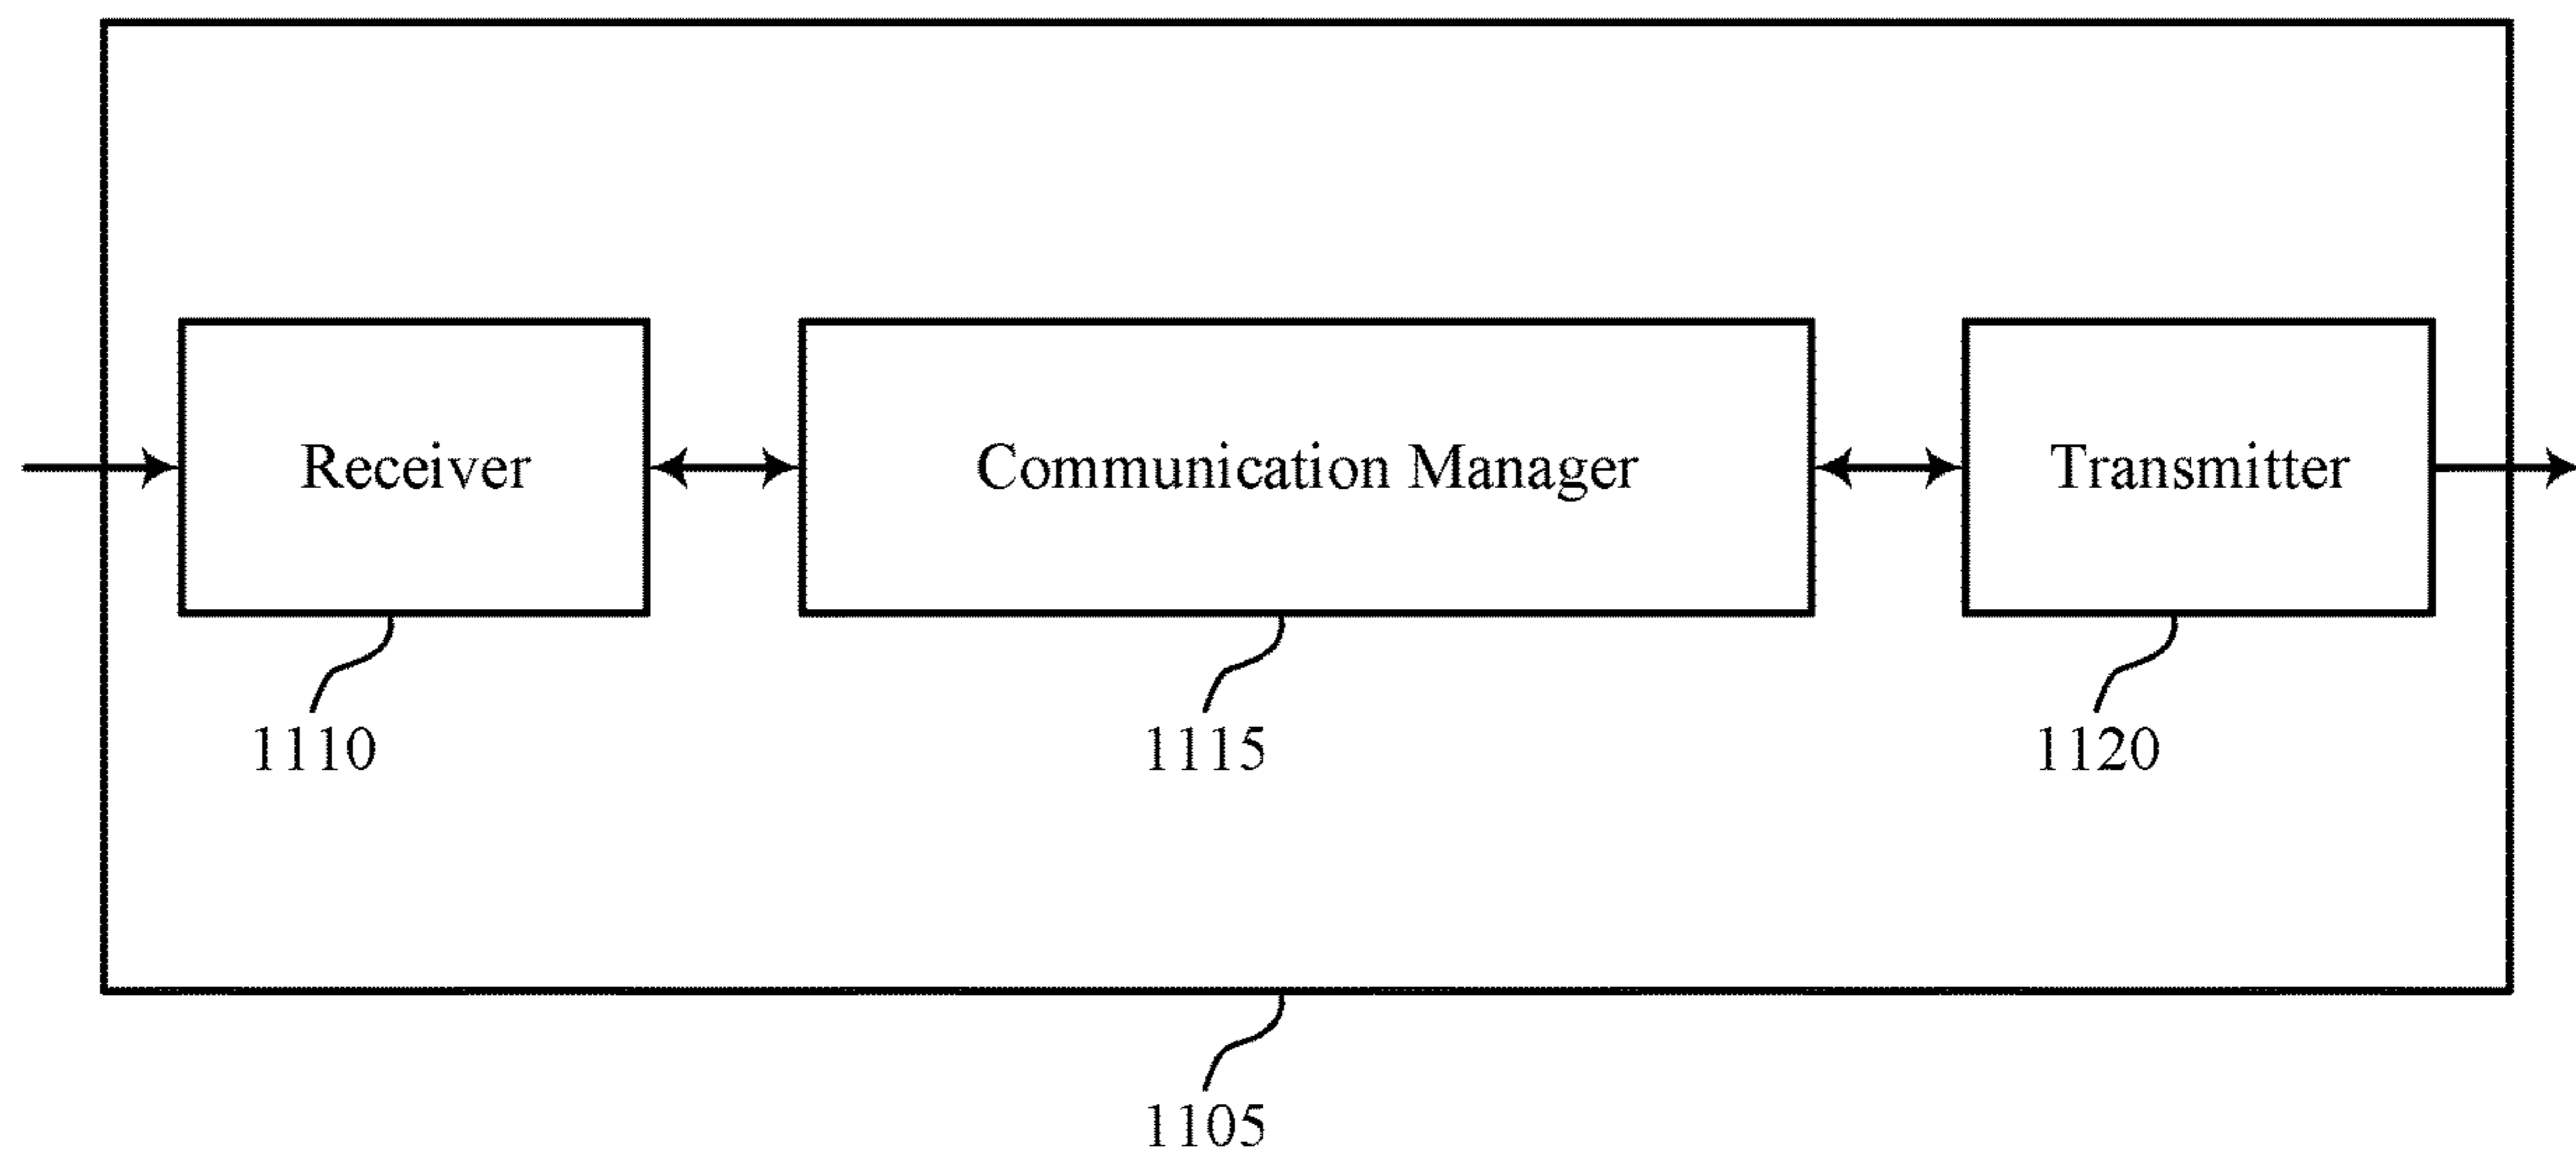 Receiver
Communication Manager
Transmitter
1110
1115
1120
1105